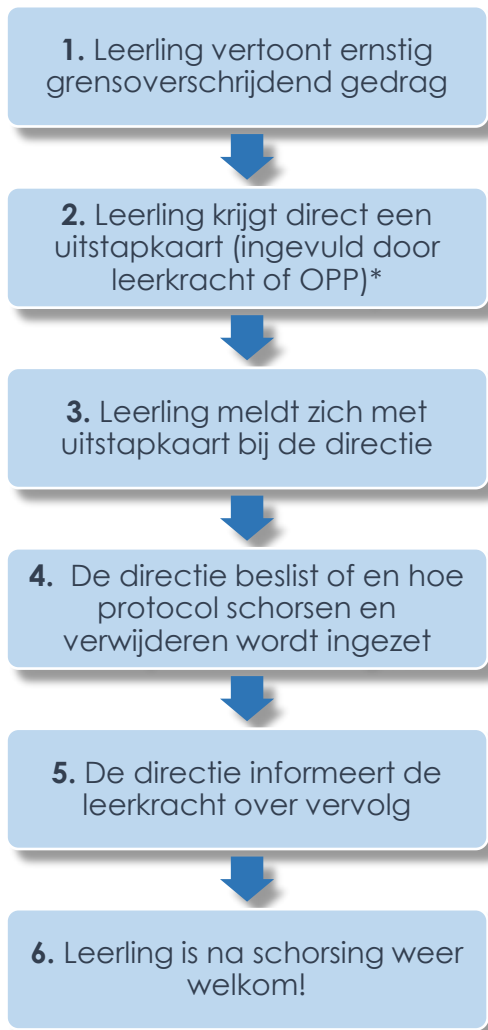 1. Leerling vertoont ernstig
grensoverschrijdend gedrag
2. Leerling krijgt direct een
uitstapkaart (ingevuld door
leerkracht of OPP)*
3. Leerling meldt zich met
uitstapkaart bij de directie
4. De directie beslist of en hoe
protocol schorsen en
verwijderen wordt ingezet
5. De directie informeert de
leerkracht over vervolg
6. Leerling is na schorsing weer
welkom!